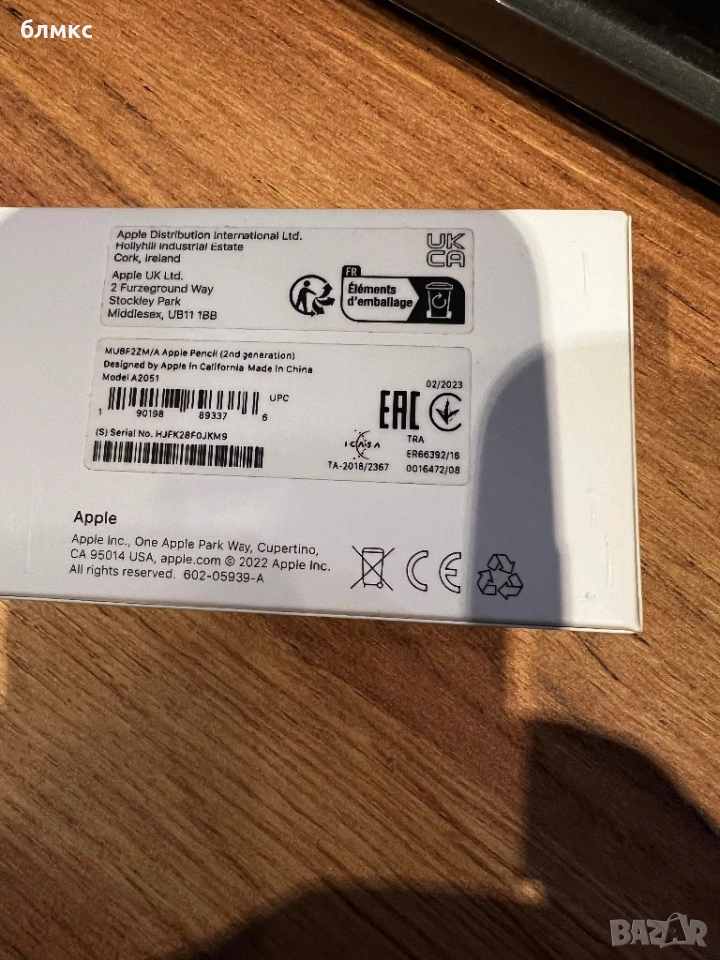 блмкс
Apple Distribution International Ltd.
Hollyhill Industrial Estate
Cork, Ireland
Apple UK Ltd.
2 Furzeground Way
Stockley Park
Middlesex, UB11 1BB
UK
CA
FR
Éléments
d'emballage
MU8F2ZM/A Apple Pencil (2nd generation)
Designed by Apple in California Made in China
Model A2051
UPC
1 90198 89337 6
(S) Serial No. HJFK28F0JKM9
02/2023
EAC
ICASA
TA-2018/2367
TRA
ER66392/18
0016472/08
Apple
Apple Inc., One Apple Park Way, Cupertino,
CA 95014 USA, apple.com © 2022 Apple Inc.
All rights reserved. 602-05939-A
CE
BAZAR